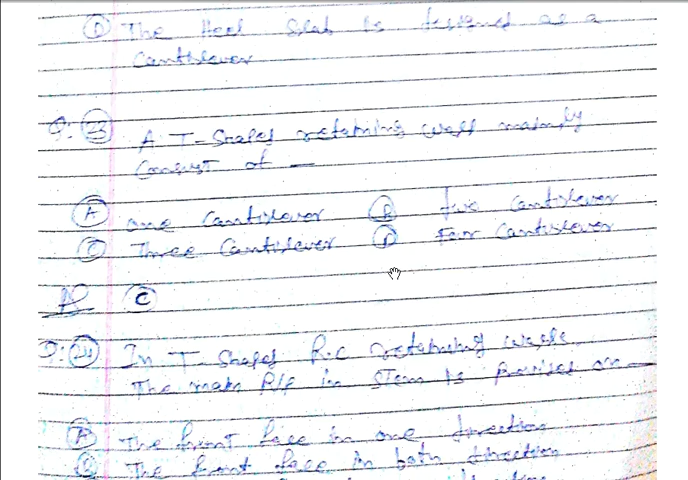 (D) The Heel Slab is designed as a
Cantilever
Q:(23) A T-Shaped retaining wall mainly
Consist of —
(A) one Cantilever (B) two Cantilever
(C) Three Cantilever (D) Four Cantilever
(C)
Q:(24) In T-Shaped R.C retaining walls.
The main R/f in Stem is provided on —
(A) The front face in one direction
(B) The front face in both direction